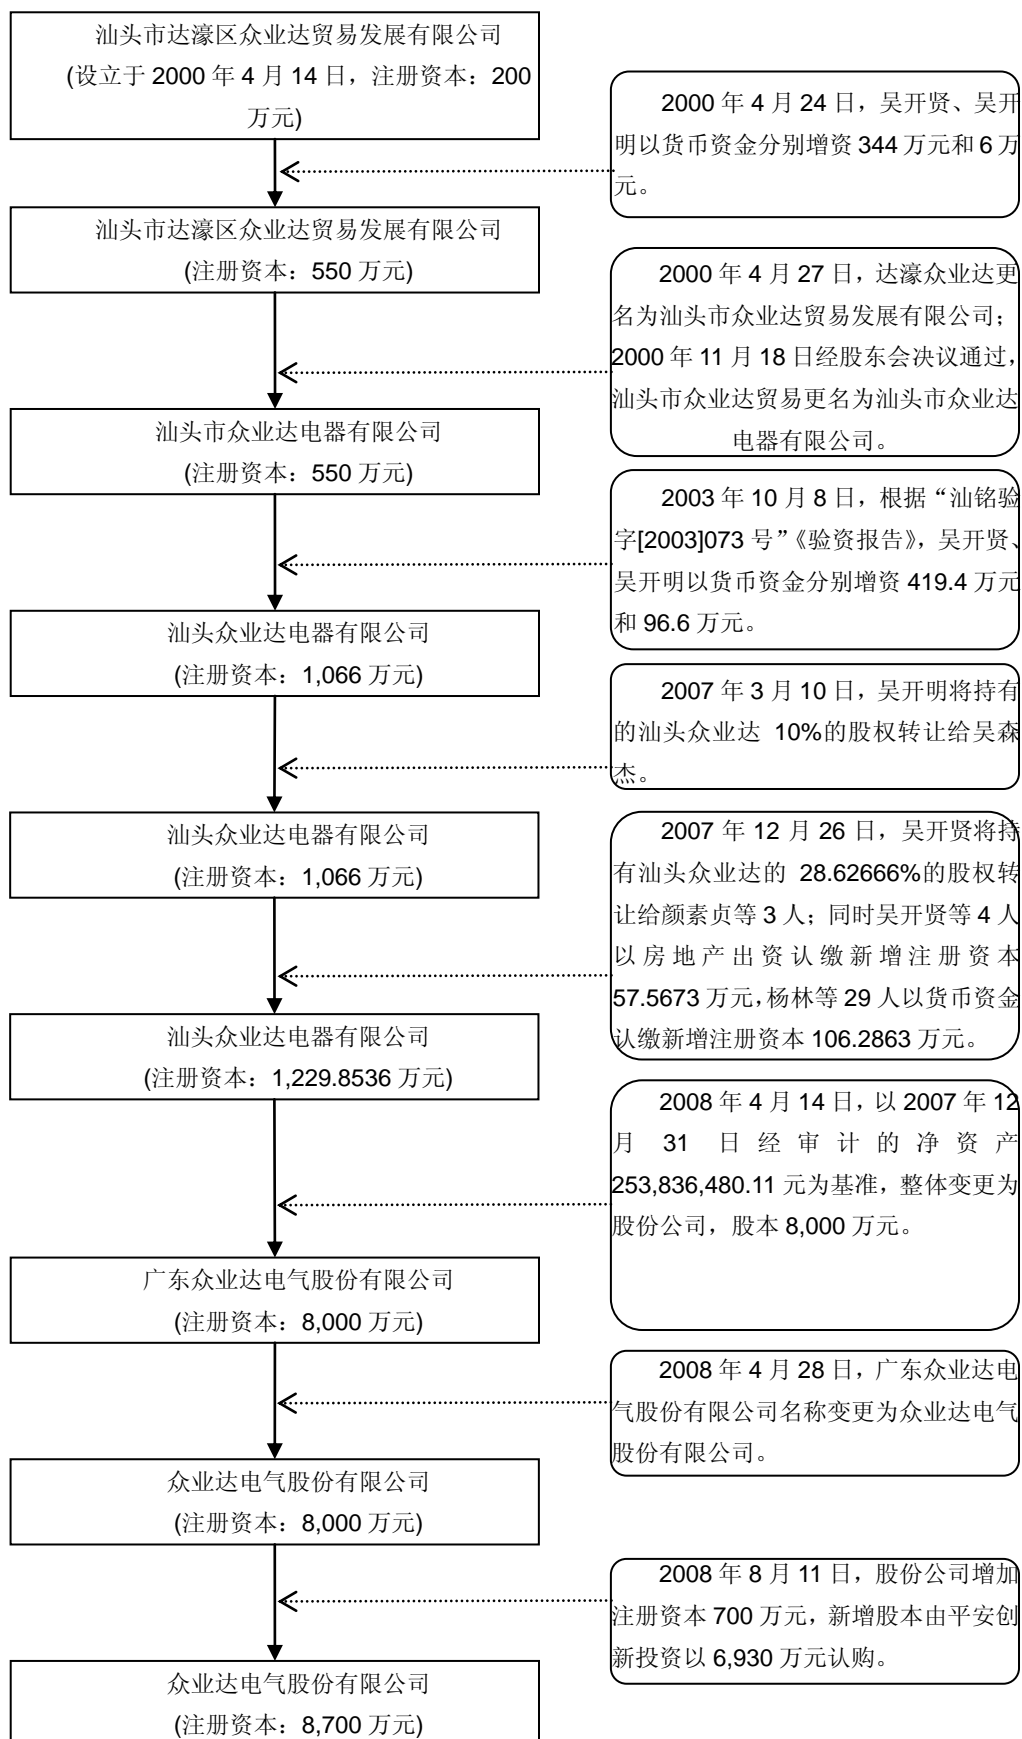 汕头市达濠区众业达贸易发展有限公司
(设立于 2000 年 4 月 14 日，注册资本：200
万元)
2000 年 4 月 24 日，吴开贤、吴开
明以货币资金分别增资 344 万元和 6 万
元。
汕头市达濠区众业达贸易发展有限公司
(注册资本：550 万元)
2000 年 4 月 27 日，达濠众业达更
名为汕头市众业达贸易发展有限公司；
2000 年 11 月 18 日经股东会决议通过，
汕头市众业达贸易更名为汕头市众业达
电器有限公司。
汕头市众业达电器有限公司
(注册资本：550 万元)
2003 年 10 月 8 日，根据“汕铭验
字[2003]073 号”《验资报告》，吴开贤、
吴开明以货币资金分别增资 419.4 万元
和 96.6 万元。
汕头众业达电器有限公司
(注册资本：1,066 万元)
2007 年 3 月 10 日，吴开明将持有
的汕头众业达 10%的股权转让给吴森
杰。
汕头众业达电器有限公司
(注册资本：1,066 万元)
2007 年 12 月 26 日，吴开贤将持
有汕头众业达的 28.62666%的股权转
让给颜素贞等 3 人；同时吴开贤等 4 人
以房地产出资认缴新增注册资本
57.5673 万元，杨林等 29 人以货币资金
认缴新增注册资本 106.2863 万元。
汕头众业达电器有限公司
(注册资本：1,229.8536 万元)
2008 年 4 月 14 日，以 2007 年 12
月 31 日经审计的净资产
253,836,480.11 元为基准，整体变更为
股份公司，股本 8,000 万元。
广东众业达电气股份有限公司
(注册资本：8,000 万元)
2008 年 4 月 28 日，广东众业达电
气股份有限公司名称变更为众业达电气
股份有限公司。
众业达电气股份有限公司
(注册资本：8,000 万元)
2008 年 8 月 11 日，股份公司增加
注册资本 700 万元，新增股本由平安创
新投资以 6,930 万元认购。
众业达电气股份有限公司
(注册资本：8,700 万元)